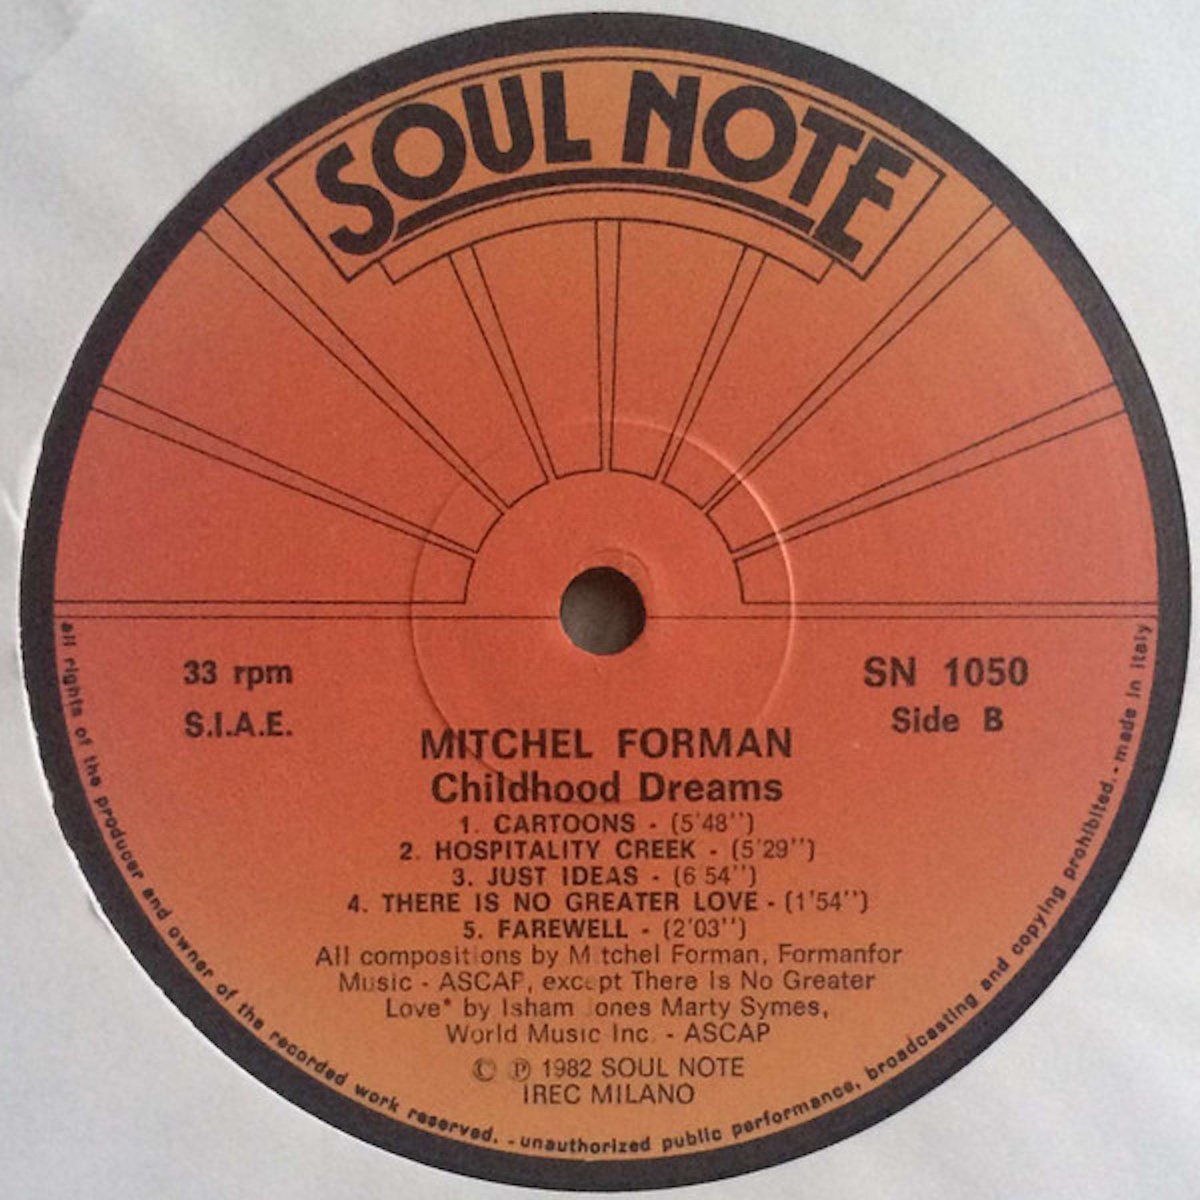 SOUL NOTE
33 rpm
S.I.A.E.
SN 1050
Side B
MITCHEL FORMAN
Childhood Dreams
1. CARTOONS - (5'48'')
2. HOSPITALITY CREEK - (5'29'')
3. JUST IDEAS - (6 54'')
4. THERE IS NO GREATER LOVE - (1'54'')
5. FAREWELL - (2'03'')
All compositions by Mitchel Forman, Formanfor
Music - ASCAP, except There Is No Greater
Love* by Isham Jones Marty Symes,
World Music Inc. - ASCAP
© ℗ 1982 SOUL NOTE
IREC MILANO
all rights of the producer and owner of the recorded work reserved. - unauthorized public performance, broadcasting and copying prohibited. - made in italy